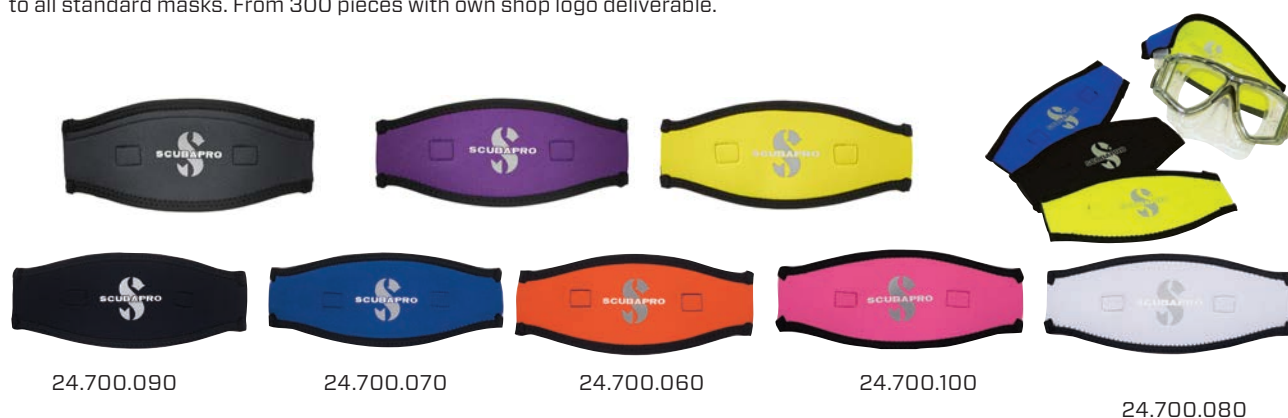 to all standard masks. From 300 pieces with own shop logo deliverable.
SCUBAPRO
SCUBAPRO
SCUBAPRO
SCUBAPRO
SCUBAPRO
SCUBAPRO
SCUBAPRO
24.700.090
24.700.070
24.700.060
24.700.100
24.700.080